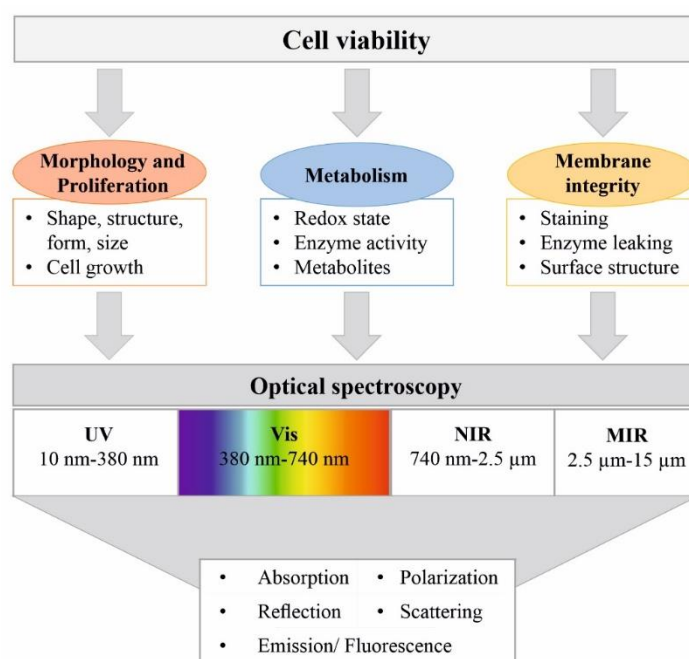 Cell viability
Morphology and
Proliferation
• Shape, structure,
form, size
• Cell growth
Metabolism
• Redox state
• Enzyme activity
• Metabolites
Membrane
integrity
• Staining
• Enzyme leaking
• Surface structure
Optical spectroscopy
UV
10 nm-380 nm
Vis
380 nm-740 nm
NIR
740 nm-2.5 µm
MIR
2.5 µm-15 µm
• Absorption • Polarization
• Reflection • Scattering
• Emission/ Fluorescence